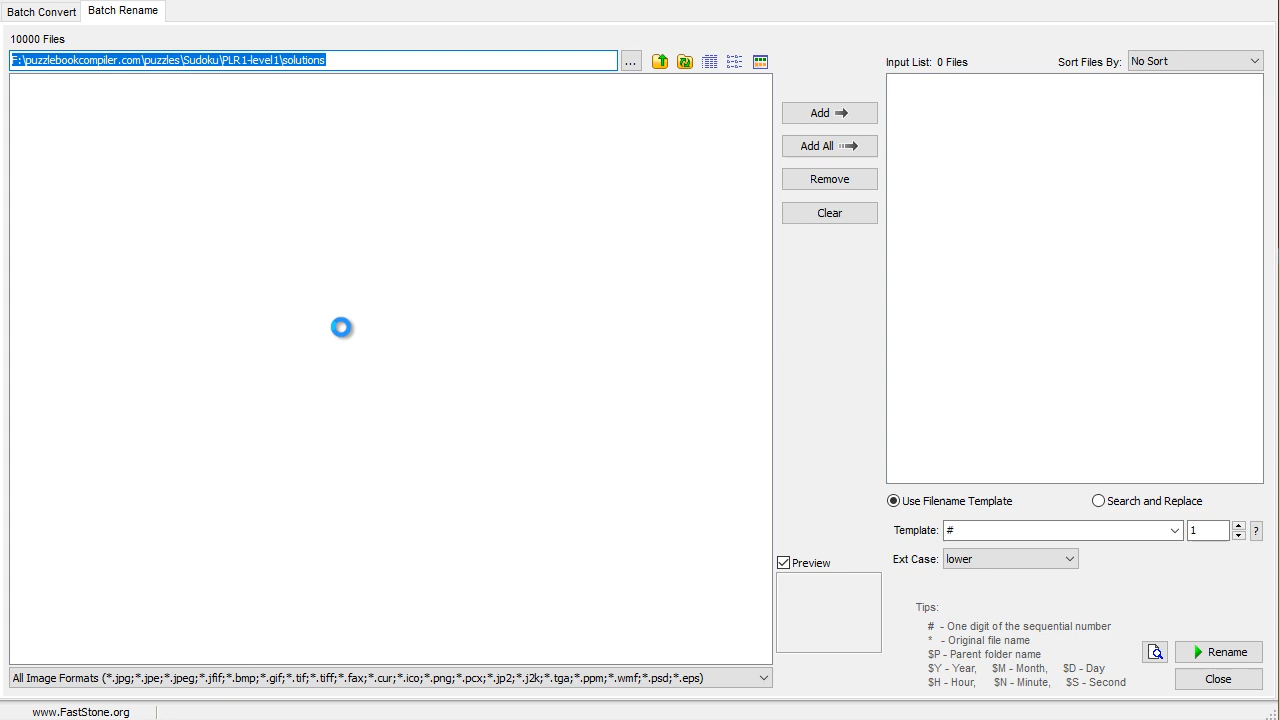 Batch Convert
Batch Rename
10000 Files
F:\puzzlebookcompiler.com\puzzles\Sudoku\PLR1-level1\solutions
...
Input List: 0 Files
Sort Files By: No Sort
Add
Add All
Remove
Clear
Use Filename Template
Search and Replace
Template: # 1 ?
Ext Case: lower
Preview
Tips:
# - One digit of the sequential number
* - Original file name
$P - Parent folder name
$Y - Year, $M - Month, $D - Day
$H - Hour, $N - Minute, $S - Second
Rename
Close
All Image Formats (*.jpg;*.jpe;*.jpeg;*.jfif;*.bmp;*.gif;*.tif;*.tiff;*.fax;*.cur;*.ico;*.png;*.pcx;*.jp2;*.j2k;*.tga;*.ppm;*.wmf;*.psd;*.eps)
www.FastStone.org